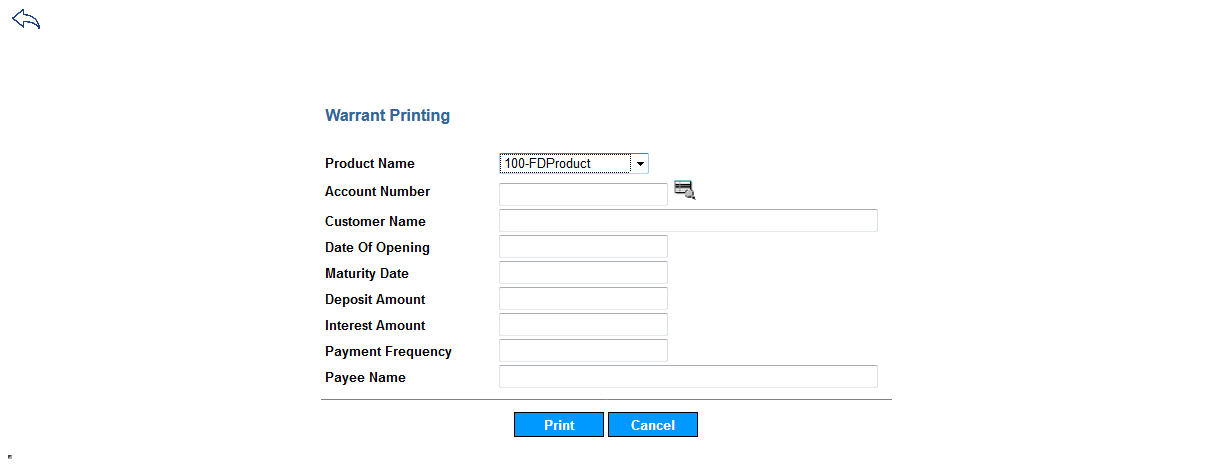 Warrant Printing
Product Name 100-FDProduct
Account Number
Customer Name
Date Of Opening
Maturity Date
Deposit Amount
Interest Amount
Payment Frequency
Payee Name
Print Cancel